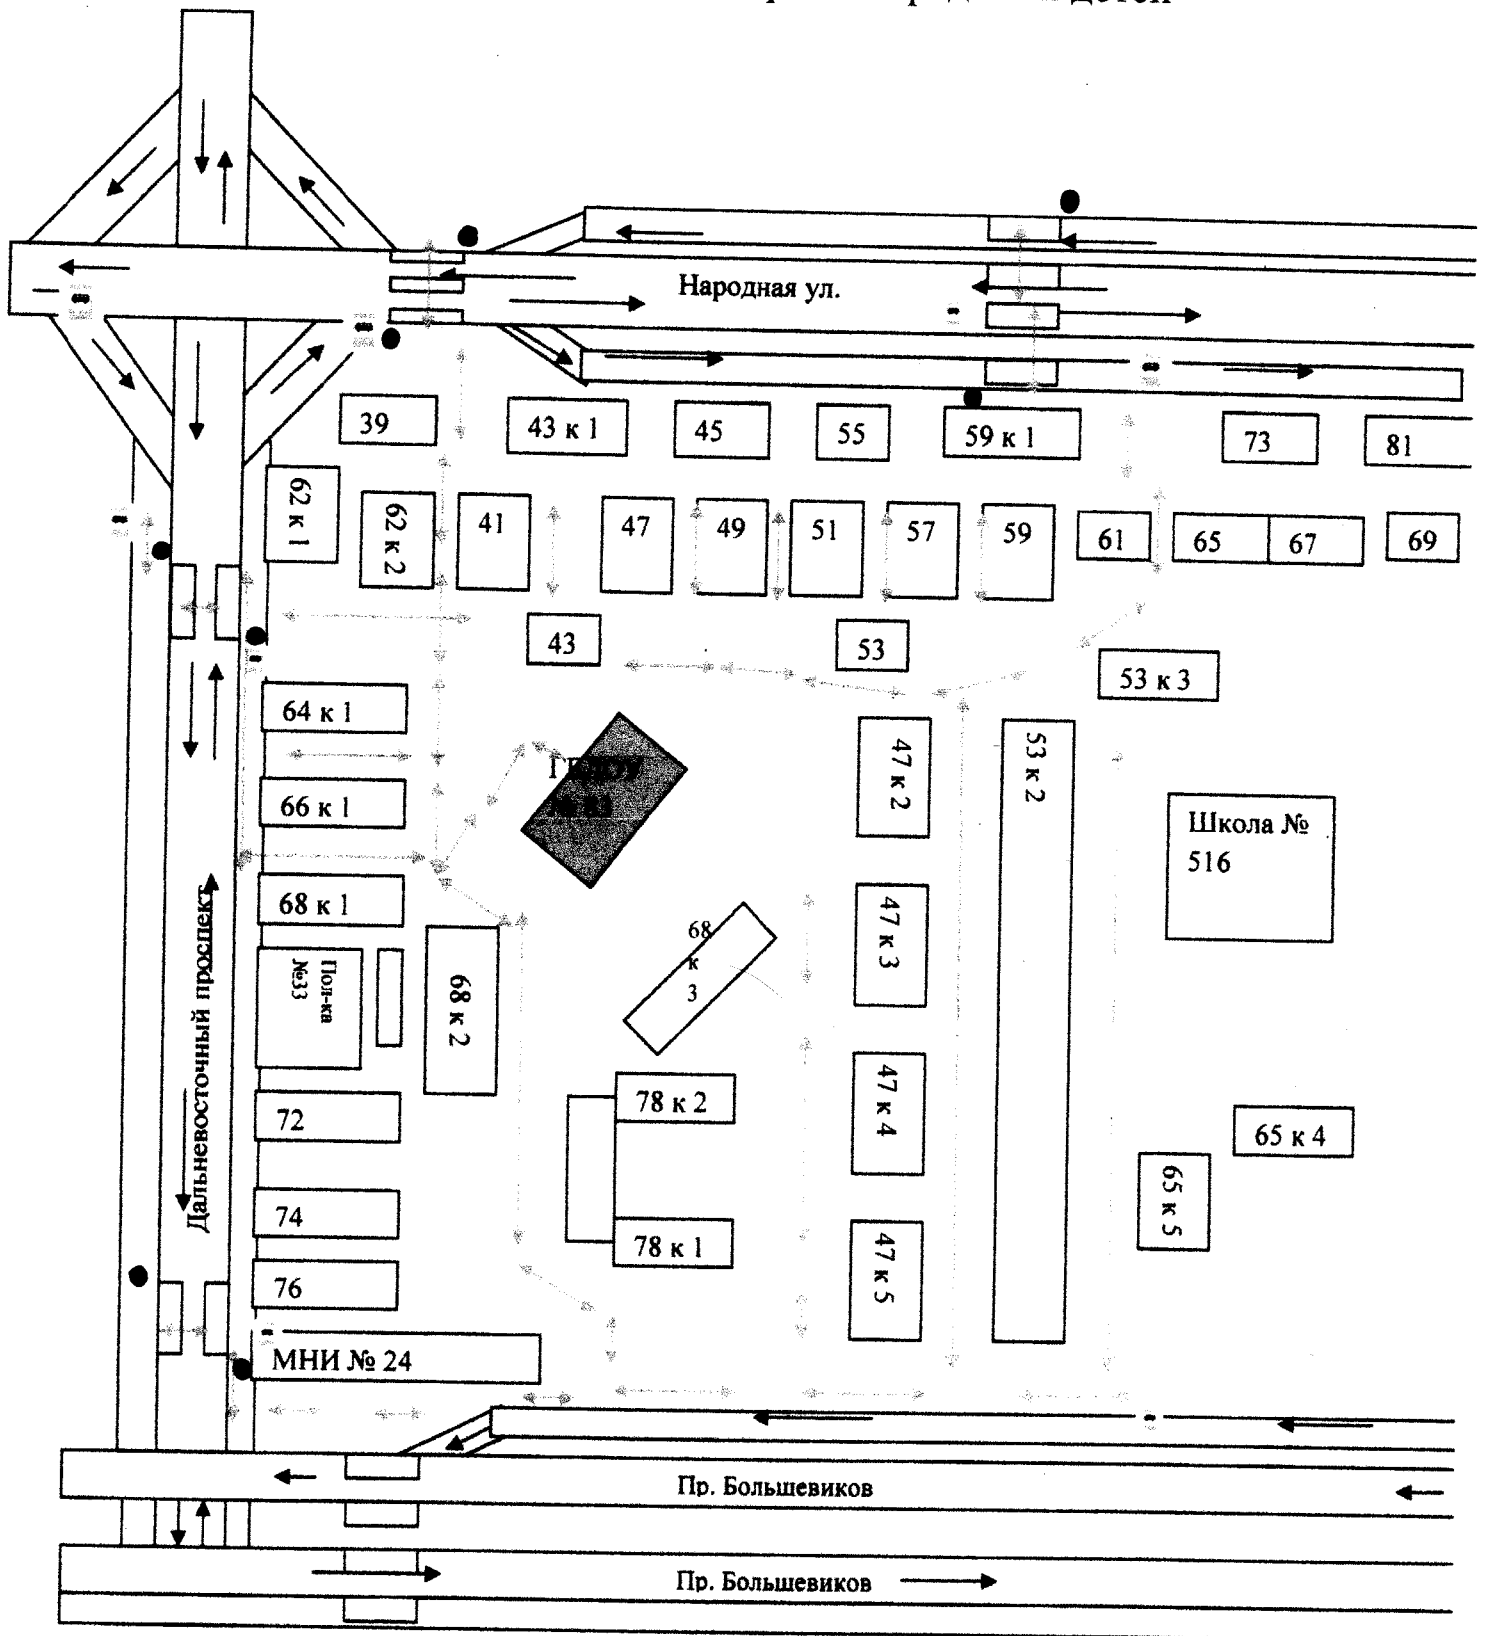 детей
Народная ул.
39
43 к 1
45
55
59 к 1
73
81
62 к 1
62 к 2
41
47
49
51
57
59
61
65
67
69
43
53
53 к 3
64 к 1
47 к 2
53 к 2
66 к 1
Школа №
516
68 к 1
68
к
3
47 к 3
Дальневосточный проспект
Пол-ка
№33
68 к 2
72
78 к 2
47 к 4
65 к 4
65 к 5
74
78 к 1
47 к 5
76
МНИ № 24
Пр. Большевиков
Пр. Большевиков